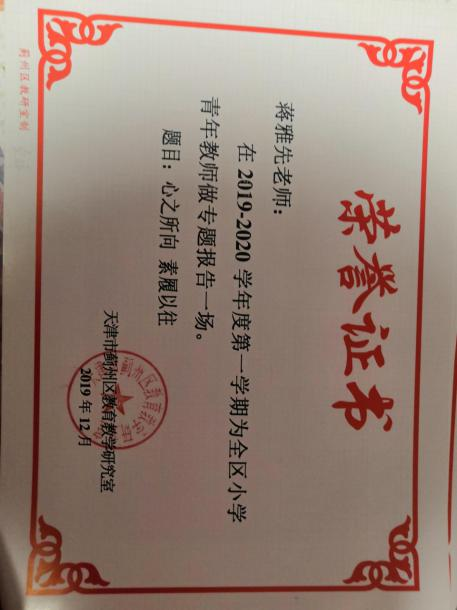 荣誉证书
蒋雅先老师：
在 2019-2020 学年度第一学期为全区小学
青年教师做专题报告一场。
题目：心之所向 素履以往
天津市蓟州区教育教学研究室
2019 年 12 月
蓟州区教研室制